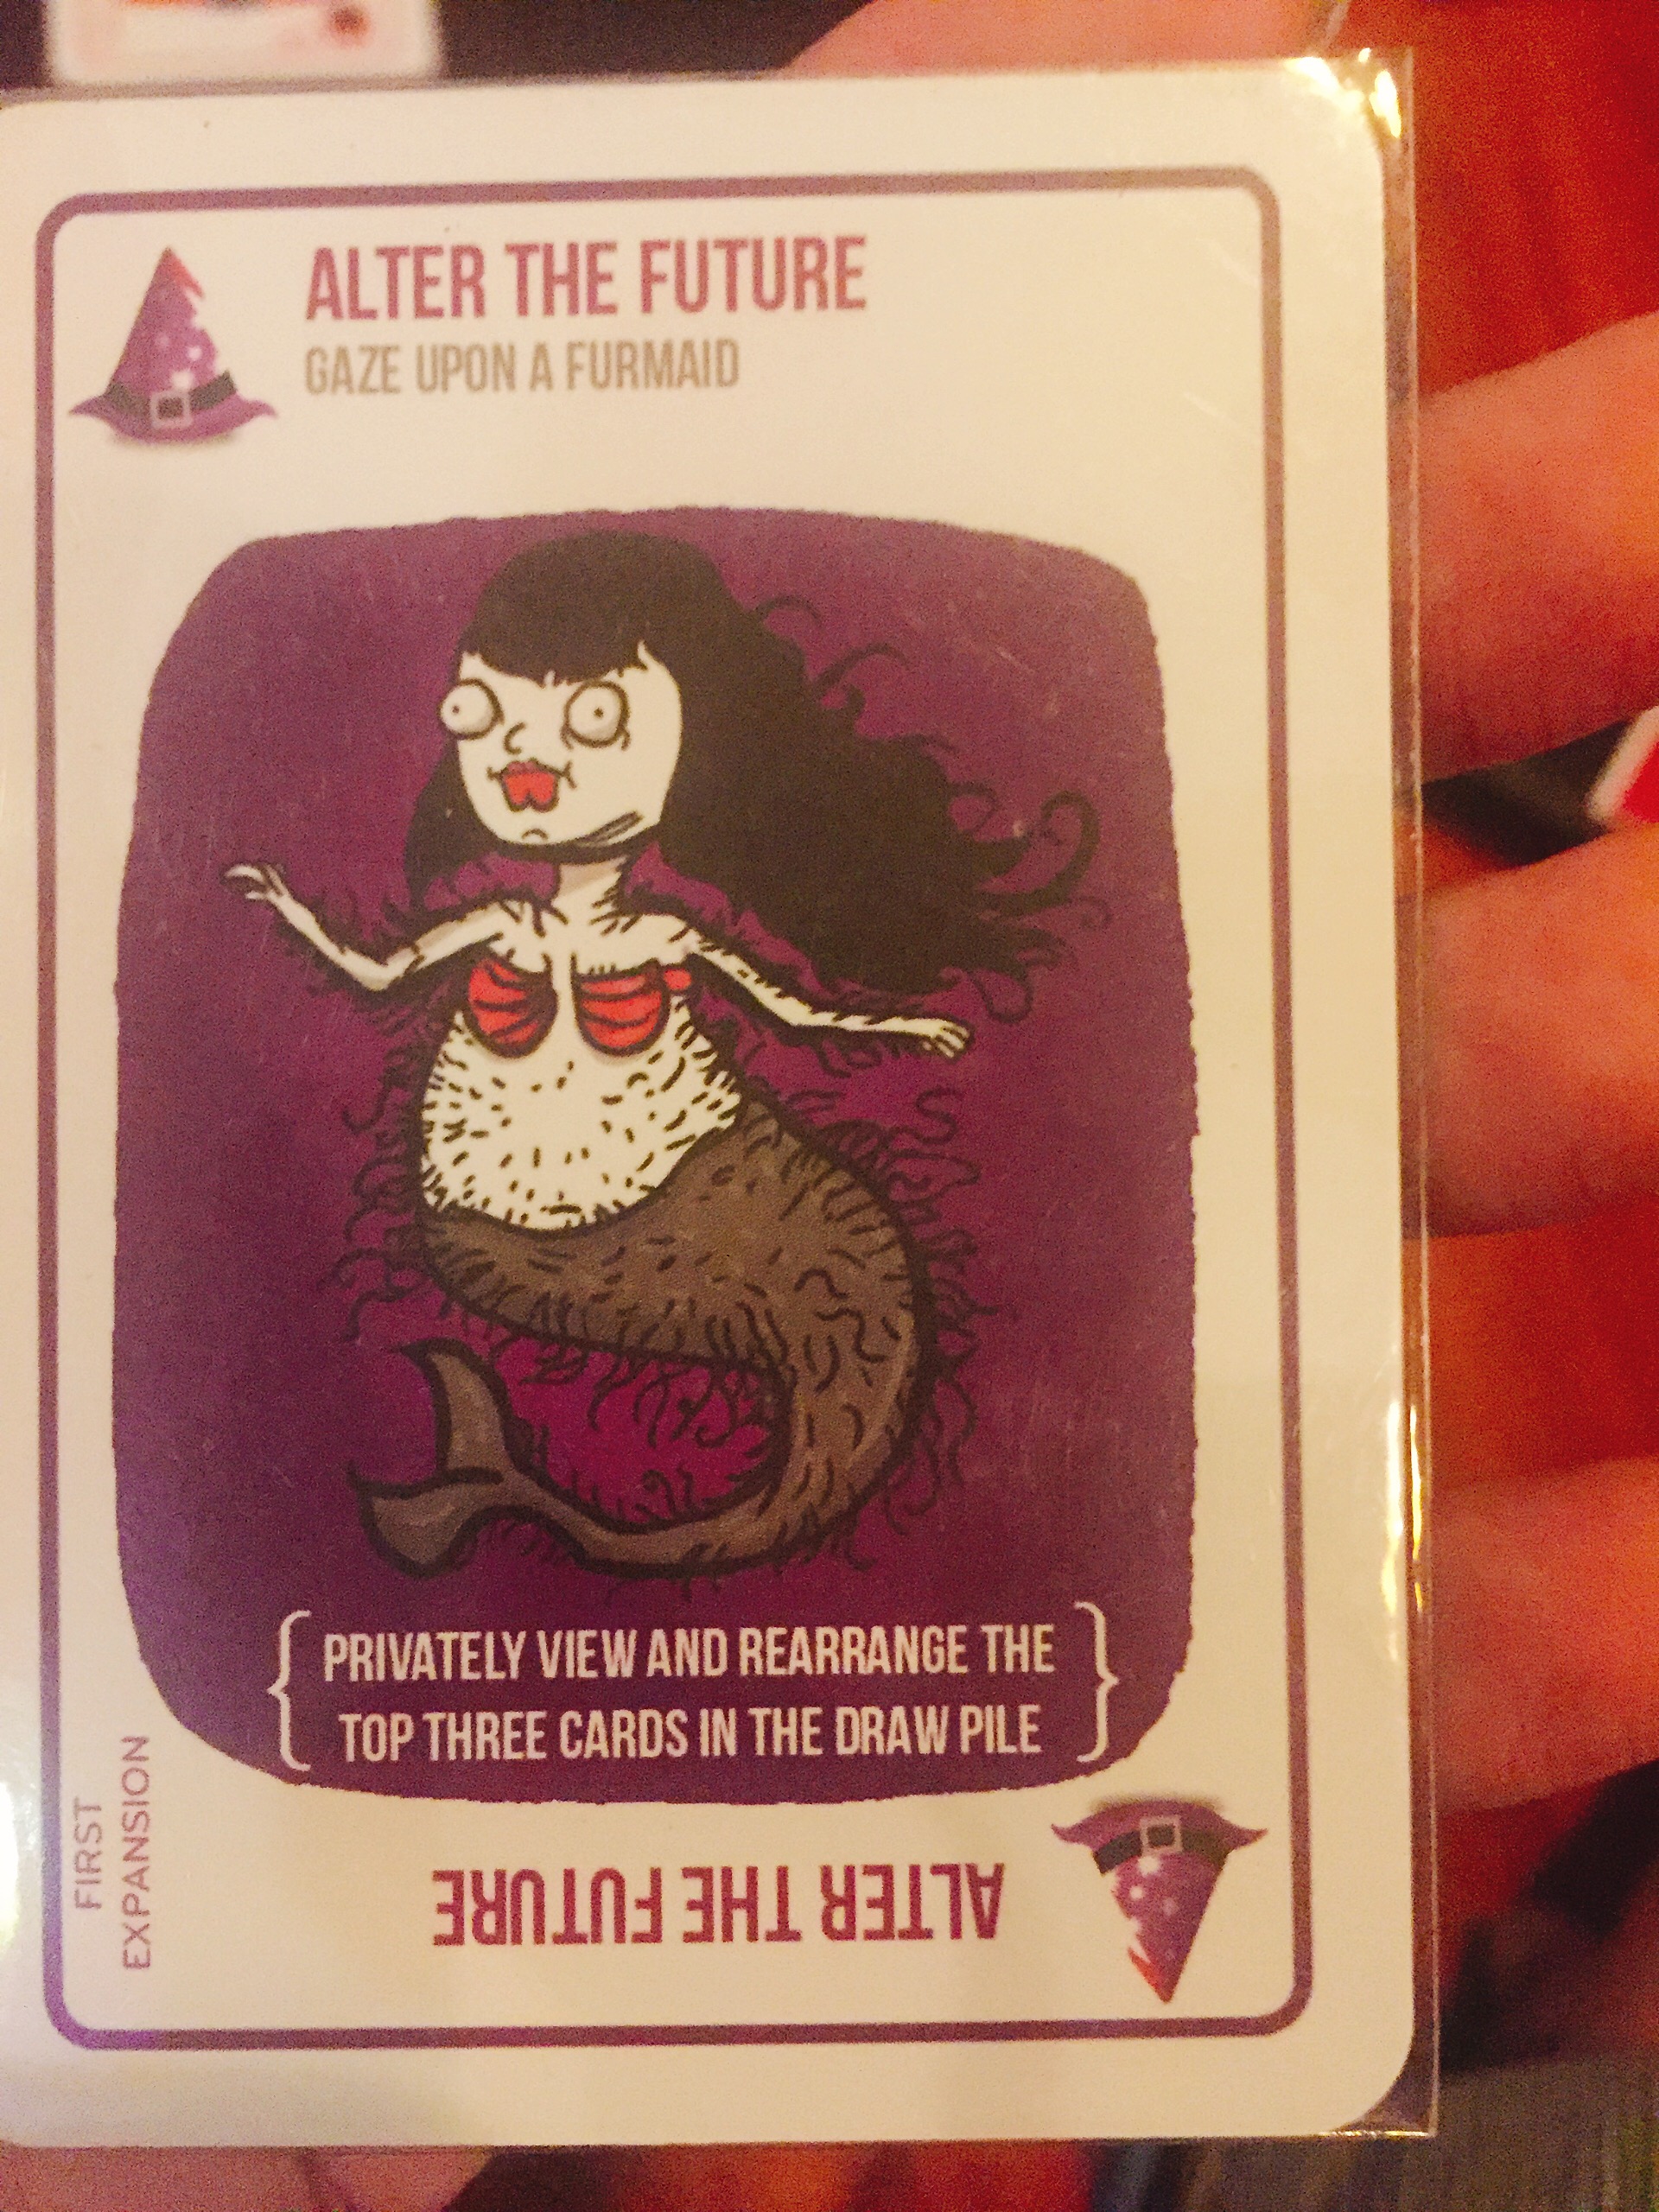 ALTER THE FUTURE
GAZE UPON A FURMAID
PRIVATELY VIEW AND REARRANGE THE
TOP THREE CARDS IN THE DRAW PILE
FIRST
EXPANSION
ALTER THE FUTURE